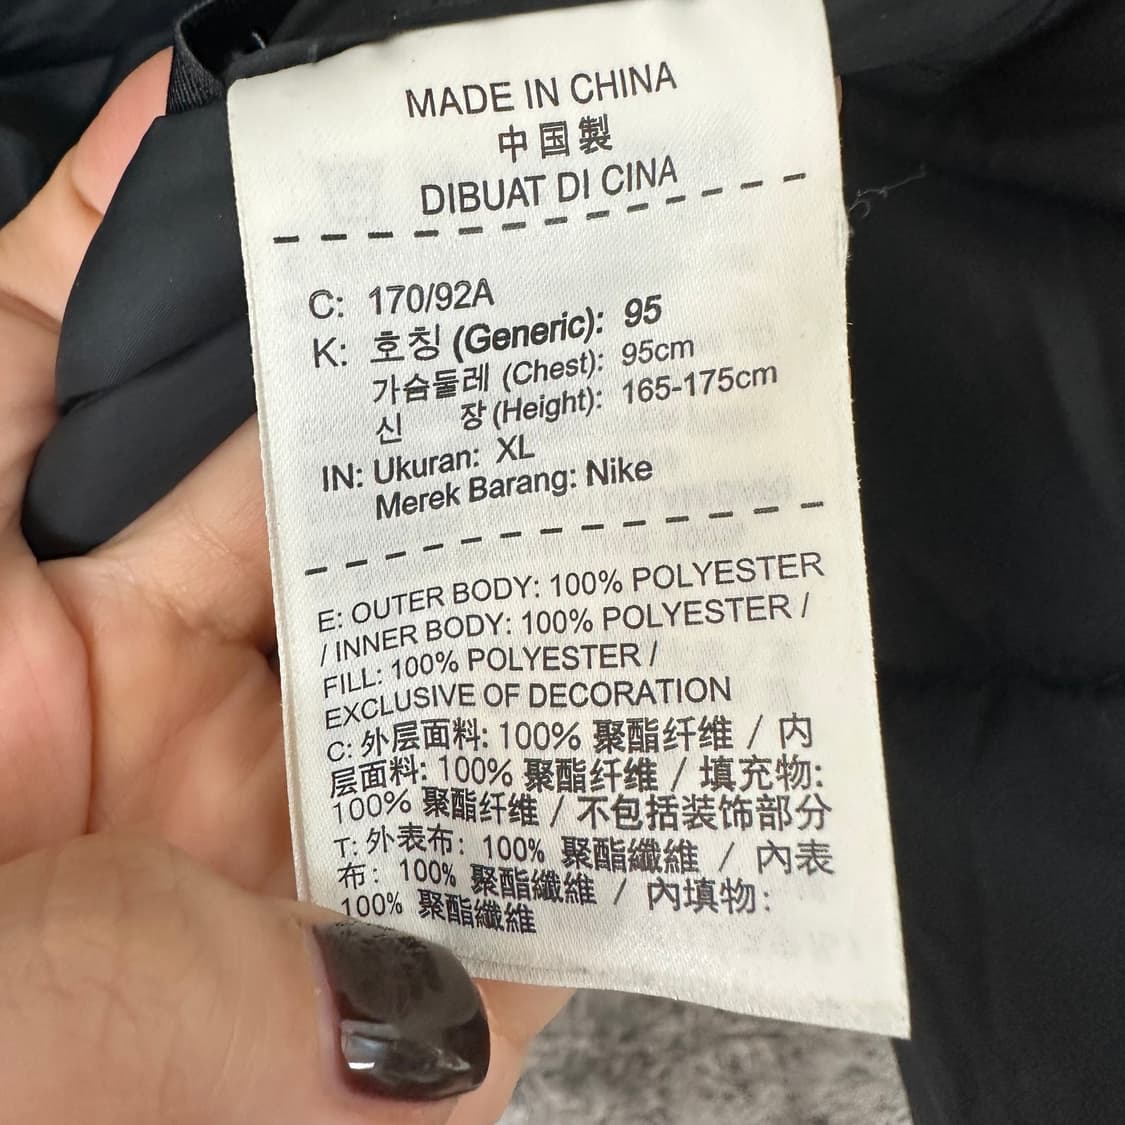 MADE IN CHINA
中国製
DIBUAT DI CINA
C: 170/92A
K: 호칭 (Generic): 95
가슴둘레 (Chest): 95cm
신 장 (Height): 165-175cm
IN: Ukuran: XL
Merek Barang: Nike
E: OUTER BODY: 100% POLYESTER
/ INNER BODY: 100% POLYESTER /
FILL: 100% POLYESTER /
EXCLUSIVE OF DECORATION
C: 外层面料: 100% 聚酯纤维 / 内
层面料: 100% 聚酯纤维 / 填充物:
100% 聚酯纤维 / 不包括装饰部分
T: 外表布: 100% 聚酯纖維 / 內表
布: 100% 聚酯纖維 / 內填物:
100% 聚酯纖維